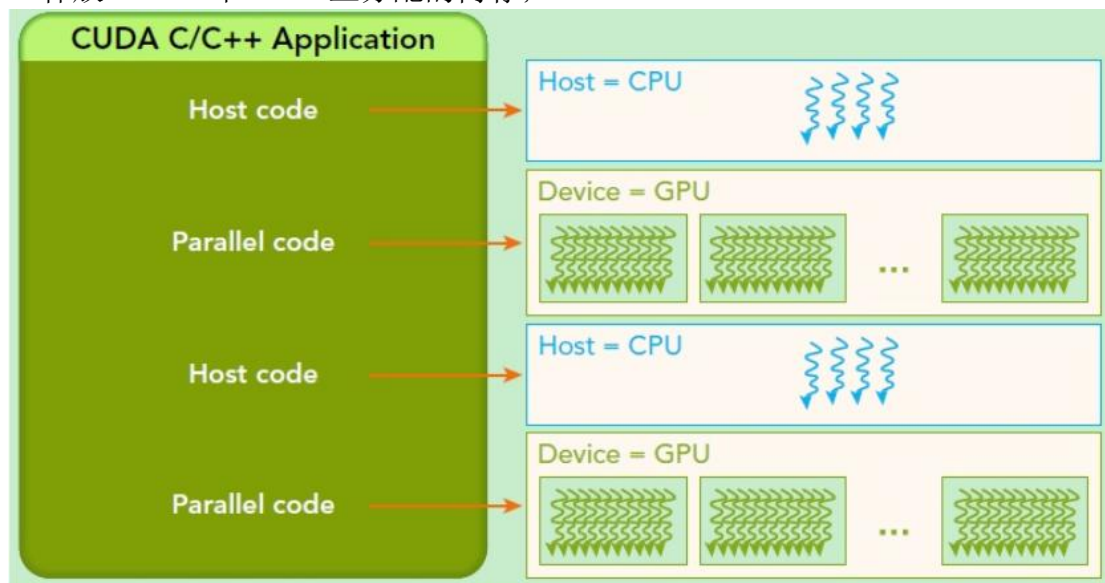 CUDA C/C++ Application
Host code
Host = CPU
Parallel code
Device = GPU
...
Host code
Host = CPU
Parallel code
Device = GPU
...